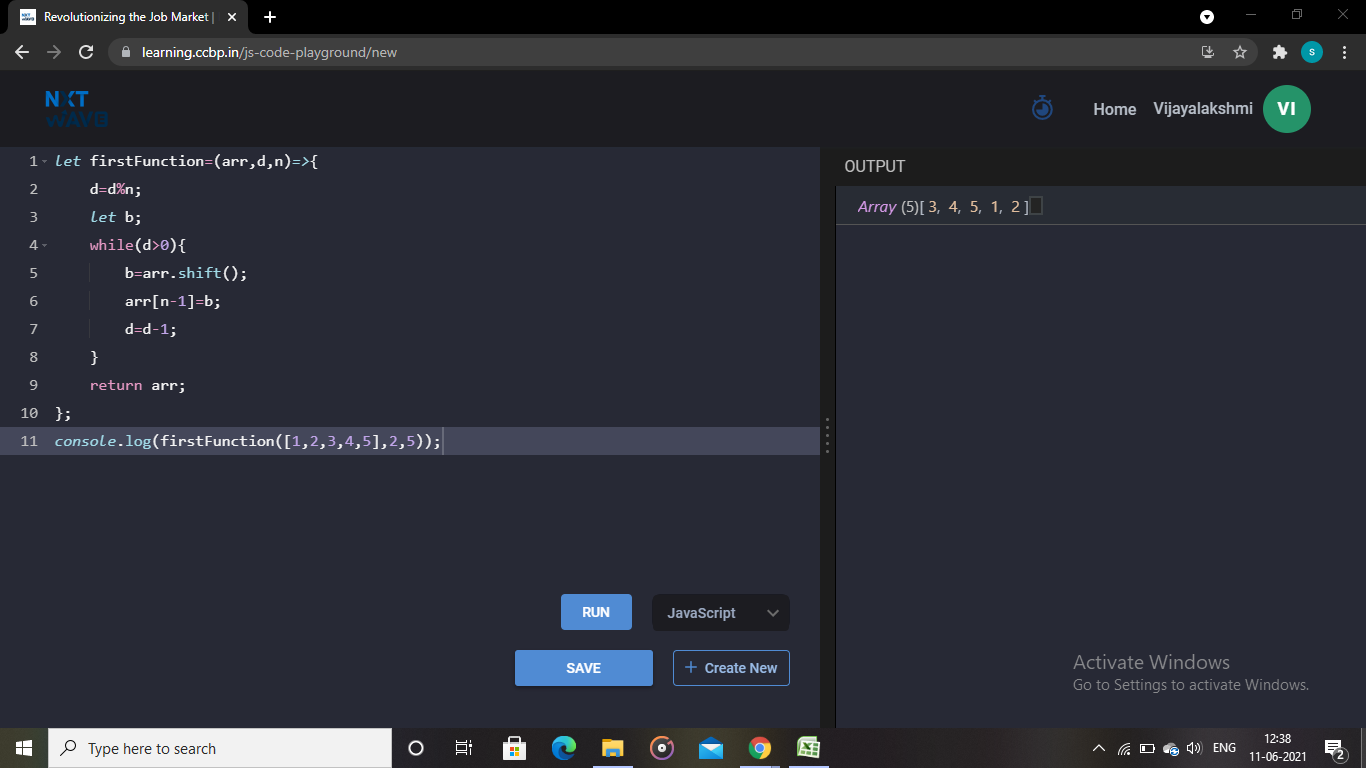 Revolutionizing the Job Market |
learning.ccbp.in/js-code-playground/new
S
NXT
WAVE
Home Vijayalakshmi VI
1 let firstFunction=(arr,d,n)=>{
2 d=d%n;
3 let b;
4 while(d>0){
5 b=arr.shift();
6 arr[n-1]=b;
7 d=d-1;
8 }
9 return arr;
10 };
11 console.log(firstFunction([1,2,3,4,5],2,5));
RUN JavaScript
SAVE + Create New
OUTPUT
Array (5)[ 3, 4, 5, 1, 2 ]
Activate Windows
Go to Settings to activate Windows.
Type here to search
ENG
12:38
11-06-2021
2